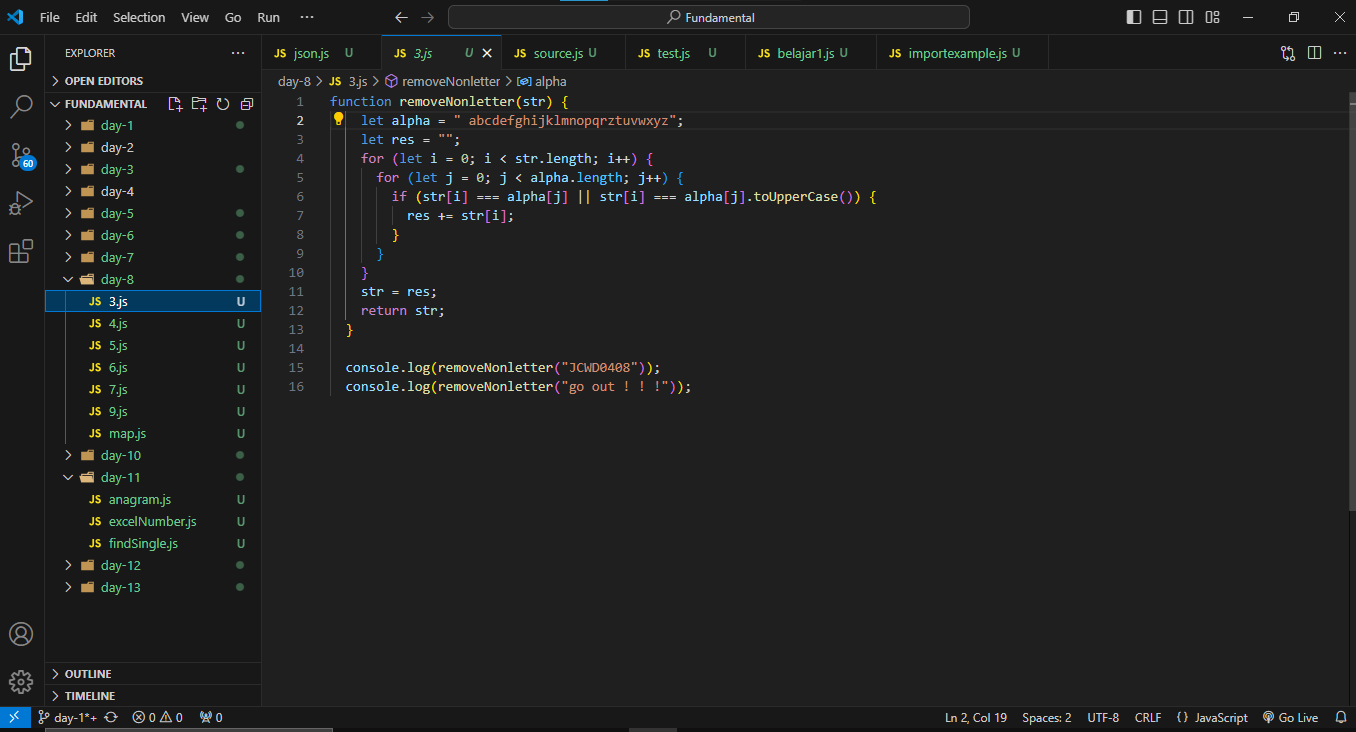 File Edit Selection View Go Run ··· Fundamental
EXPLORER ···
OPEN EDITORS
FUNDAMENTAL
day-1
day-2
day-3
day-4
day-5
day-6
day-7
day-8
JS 3.js U
JS 4.js U
JS 5.js U
JS 6.js U
JS 7.js U
JS 9.js U
JS map.js U
day-10
day-11
JS anagram.js U
JS excelNumber.js U
JS findSingle.js U
day-12
day-13
OUTLINE
TIMELINE
60
JS json.js U JS 3.js U JS source.js U JS test.js U JS belajar1.js U JS importexample.js U ···
day-8 > JS 3.js > removeNonletter > alpha
1 function removeNonletter(str) {
2 let alpha = " abcdefghijklmnopqrztuvwxyz";
3 let res = "";
4 for (let i = 0; i < str.length; i++) {
5 for (let j = 0; j < alpha.length; j++) {
6 if (str[i] === alpha[j] || str[i] === alpha[j].toUpperCase()) {
7 res += str[i];
8 }
9 }
10 }
11 str = res;
12 return str;
13 }
14
15 console.log(removeNonletter("JCWD0408"));
16 console.log(removeNonletter("go out ! ! !"));
day-1*+ 0 0 0 Ln 2, Col 19 Spaces: 2 UTF-8 CRLF {} JavaScript Go Live